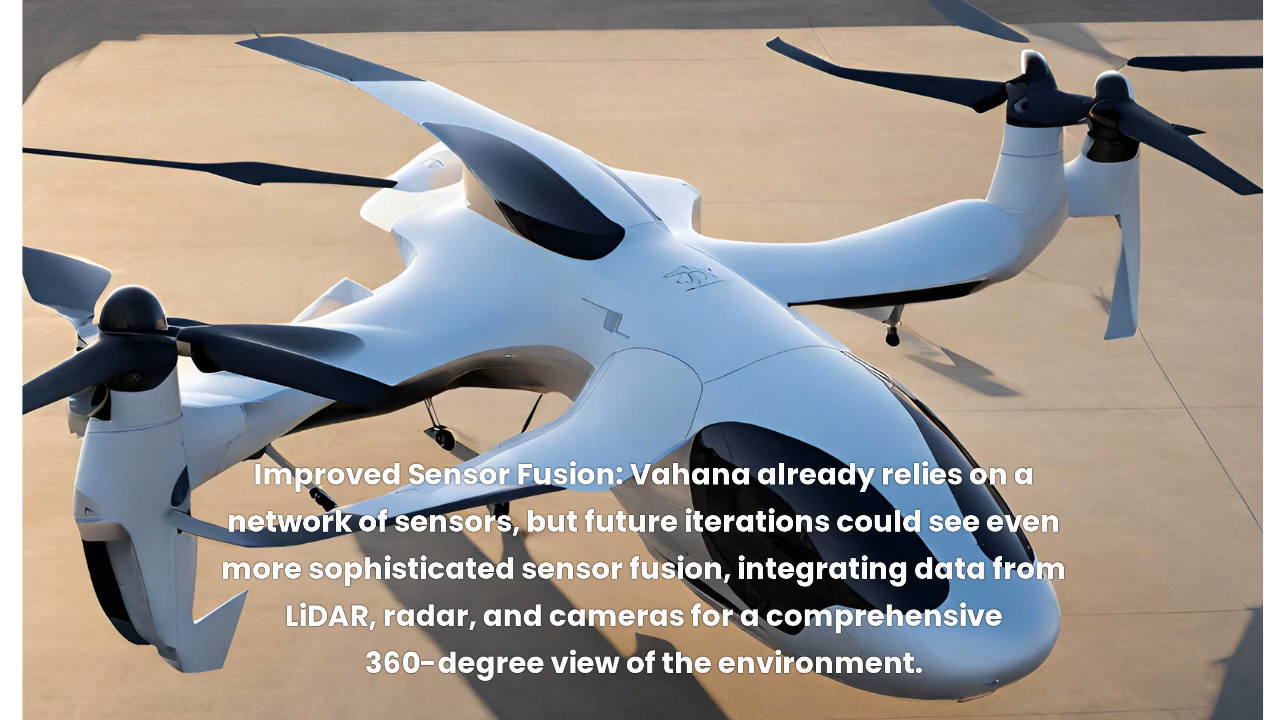 Improved Sensor Fusion: Vahana already relies on a
network of sensors, but future iterations could see even
more sophisticated sensor fusion, integrating data from
LiDAR, radar, and cameras for a comprehensive
360-degree view of the environment.